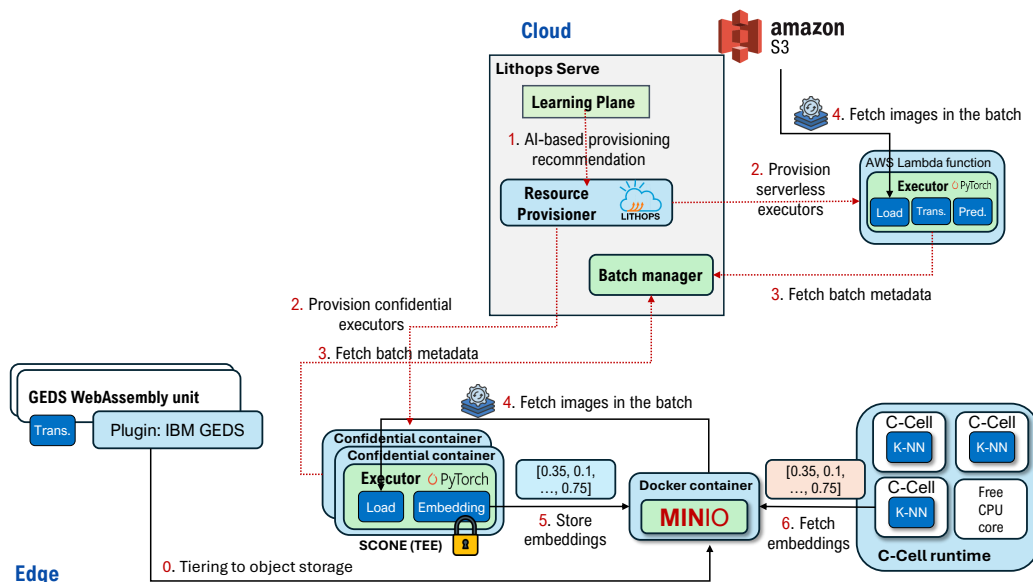 Cloud
amazon
S3
Lithops Serve
Learning Plane
1. AI-based provisioning
recommendation
Resource
Provisioner
LITHOPS
Batch manager
4. Fetch images in the batch
2. Provision
serverless
executors
AWS Lambda function
Executor PyTorch
Load
Trans.
Pred.
3. Fetch batch metadata
2. Provision confidential
executors
3. Fetch batch metadata
GEDS WebAssembly unit
Trans.
Plugin: IBM GEDS
4. Fetch images in the batch
Confidential container
Confidential container
Executor PyTorch
Load
Embedding
SCONE (TEE)
[0.35, 0.1,
…, 0.75]
5. Store
embeddings
Docker container
MINIO
[0.35, 0.1,
…, 0.75]
6. Fetch
embeddings
C-Cell
K-NN
C-Cell
K-NN
C-Cell
K-NN
Free
CPU
core
C-Cell runtime
0. Tiering to object storage
Edge